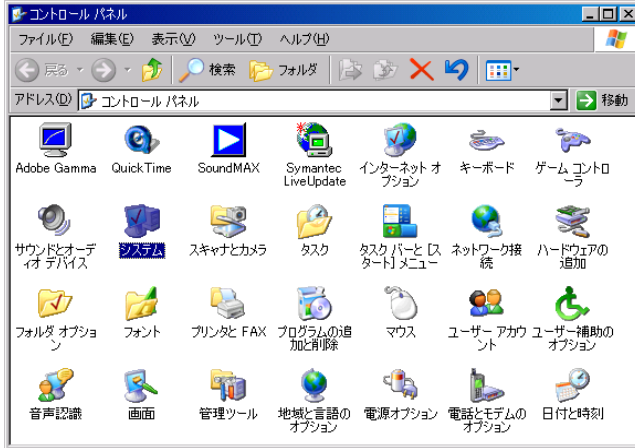 コントロール パネル
ファイル(F) 編集(E) 表示(V) ツール(T) ヘルプ(H)
戻る 検索 フォルダ
アドレス(D) コントロール パネル 移動
Adobe Gamma QuickTime SoundMAX Symantec LiveUpdate インターネット オプション キーボード ゲーム コントローラ
サウンドとオーディオ デバイス システム スキャナとカメラ タスク タスク バーと [スタート] メニュー ネットワーク接続 ハードウェアの追加
フォルダ オプション フォント プリンタと FAX プログラムの追加と削除 マウス ユーザー アカウント ユーザー補助のオプション
音声認識 画面 管理ツール 地域と言語のオプション 電源オプション 電話とモデムのオプション 日付と時刻